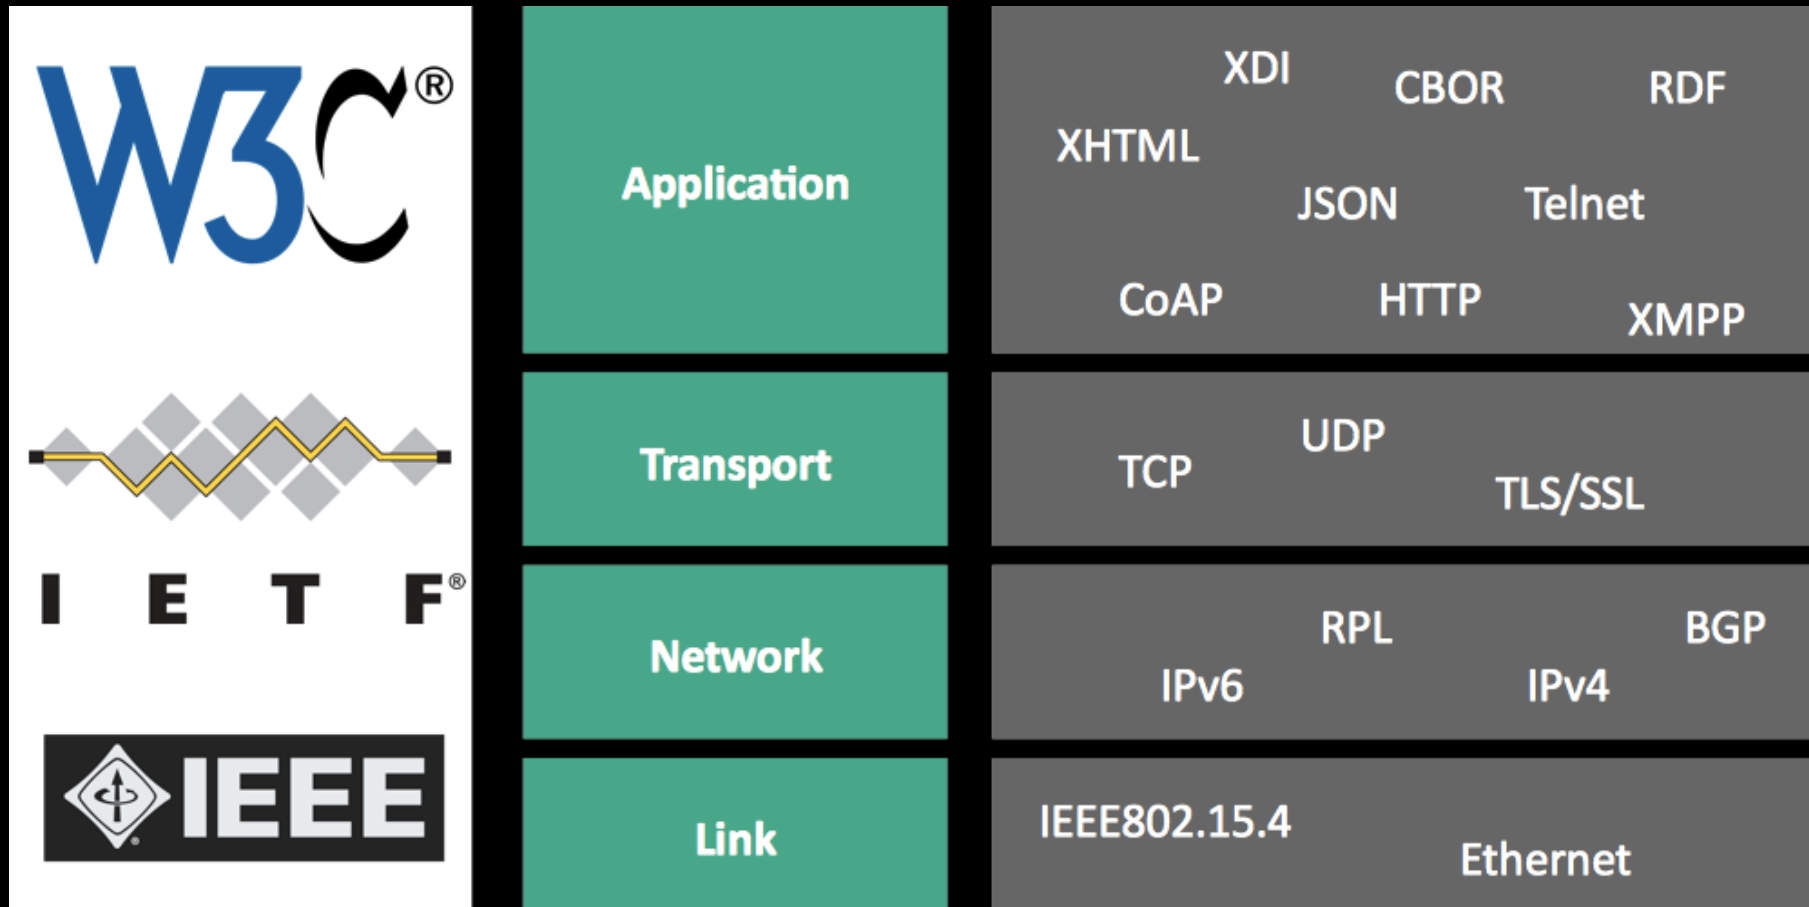 W3C®
Application
XDI
CBOR
RDF
XHTML
JSON
Telnet
CoAP
HTTP
XMPP
IETF®
Transport
UDP
TCP
TLS/SSL
Network
RPL
BGP
IPv6
IPv4
IEEE®
Link
IEEE802.15.4
Ethernet